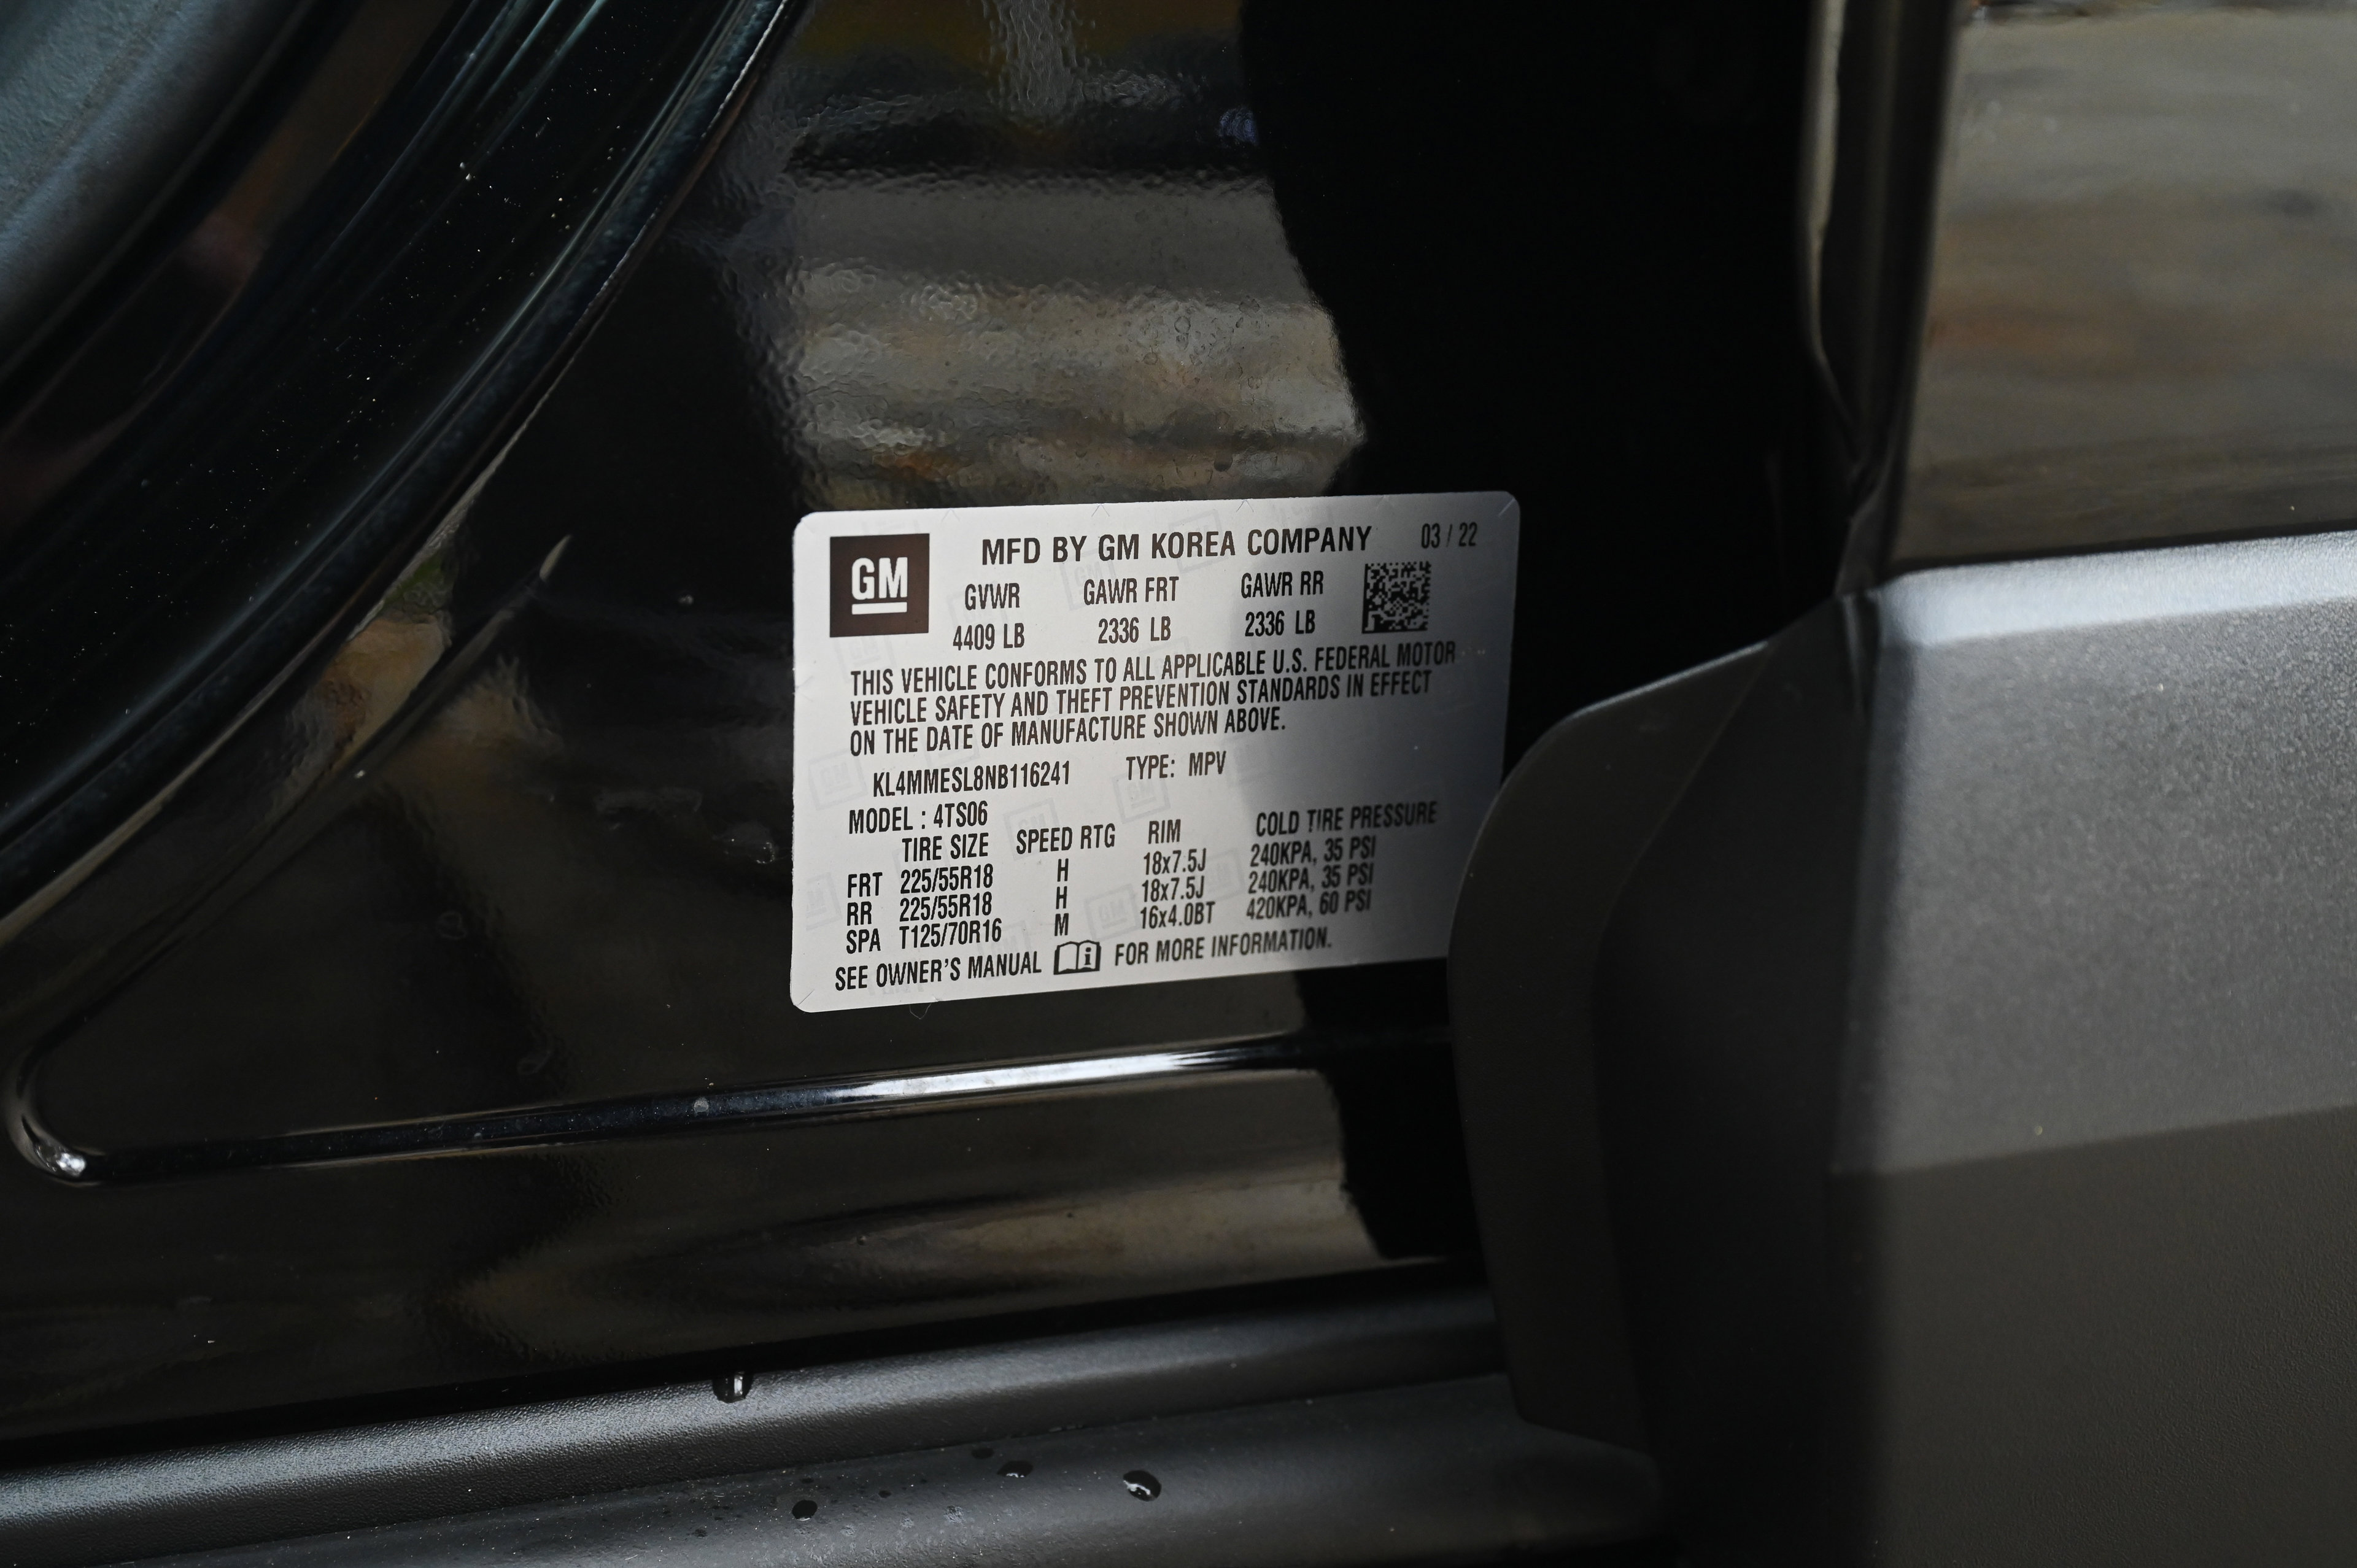 GM
MFD BY GM KOREA COMPANY 03 / 22
GVWR GAWR FRT GAWR RR
4409 LB 2336 LB 2336 LB
THIS VEHICLE CONFORMS TO ALL APPLICABLE U.S. FEDERAL MOTOR
VEHICLE SAFETY AND THEFT PREVENTION STANDARDS IN EFFECT
ON THE DATE OF MANUFACTURE SHOWN ABOVE.
KL4MMESL8NB116241 TYPE: MPV
MODEL : 4TS06
TIRE SIZE SPEED RTG RIM COLD TIRE PRESSURE
FRT 225/55R18 H 18x7.5J 240KPA, 35 PSI
RR 225/55R18 H 18x7.5J 240KPA, 35 PSI
SPA T125/70R16 M 16x4.0BT 420KPA, 60 PSI
SEE OWNER'S MANUAL i FOR MORE INFORMATION.